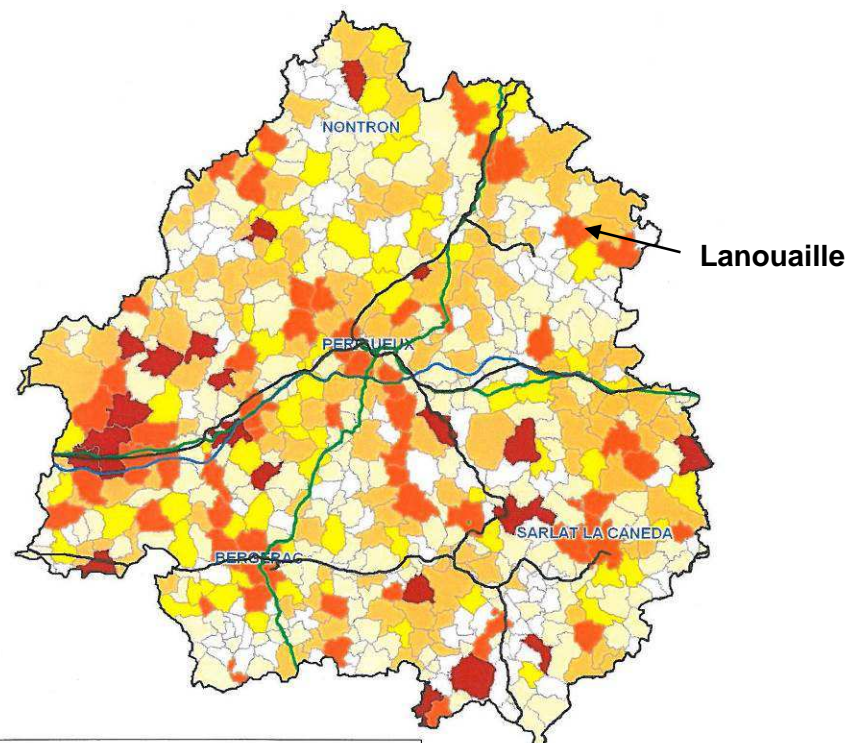 NONTRON
Lanouaille
PERIGUEUX
SARLAT LA CANEDA
BERGERAC